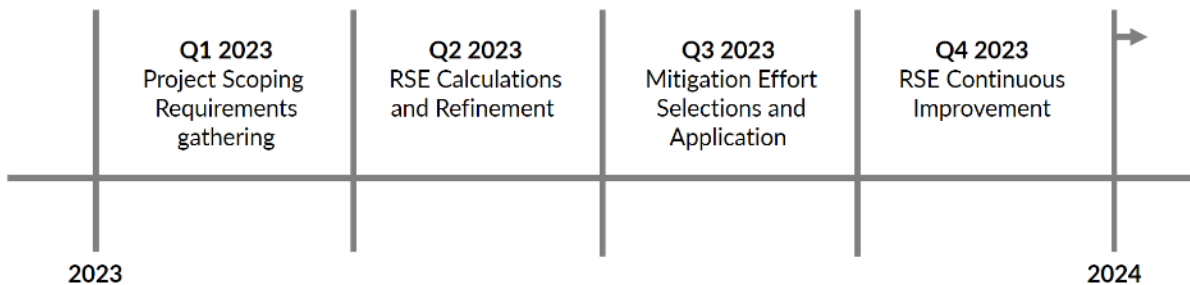 Q1 2023
Project Scoping
Requirements
gathering
Q2 2023
RSE Calculations
and Refinement
Q3 2023
Mitigation Effort
Selections and
Application
Q4 2023
RSE Continuous
Improvement
2023
2024